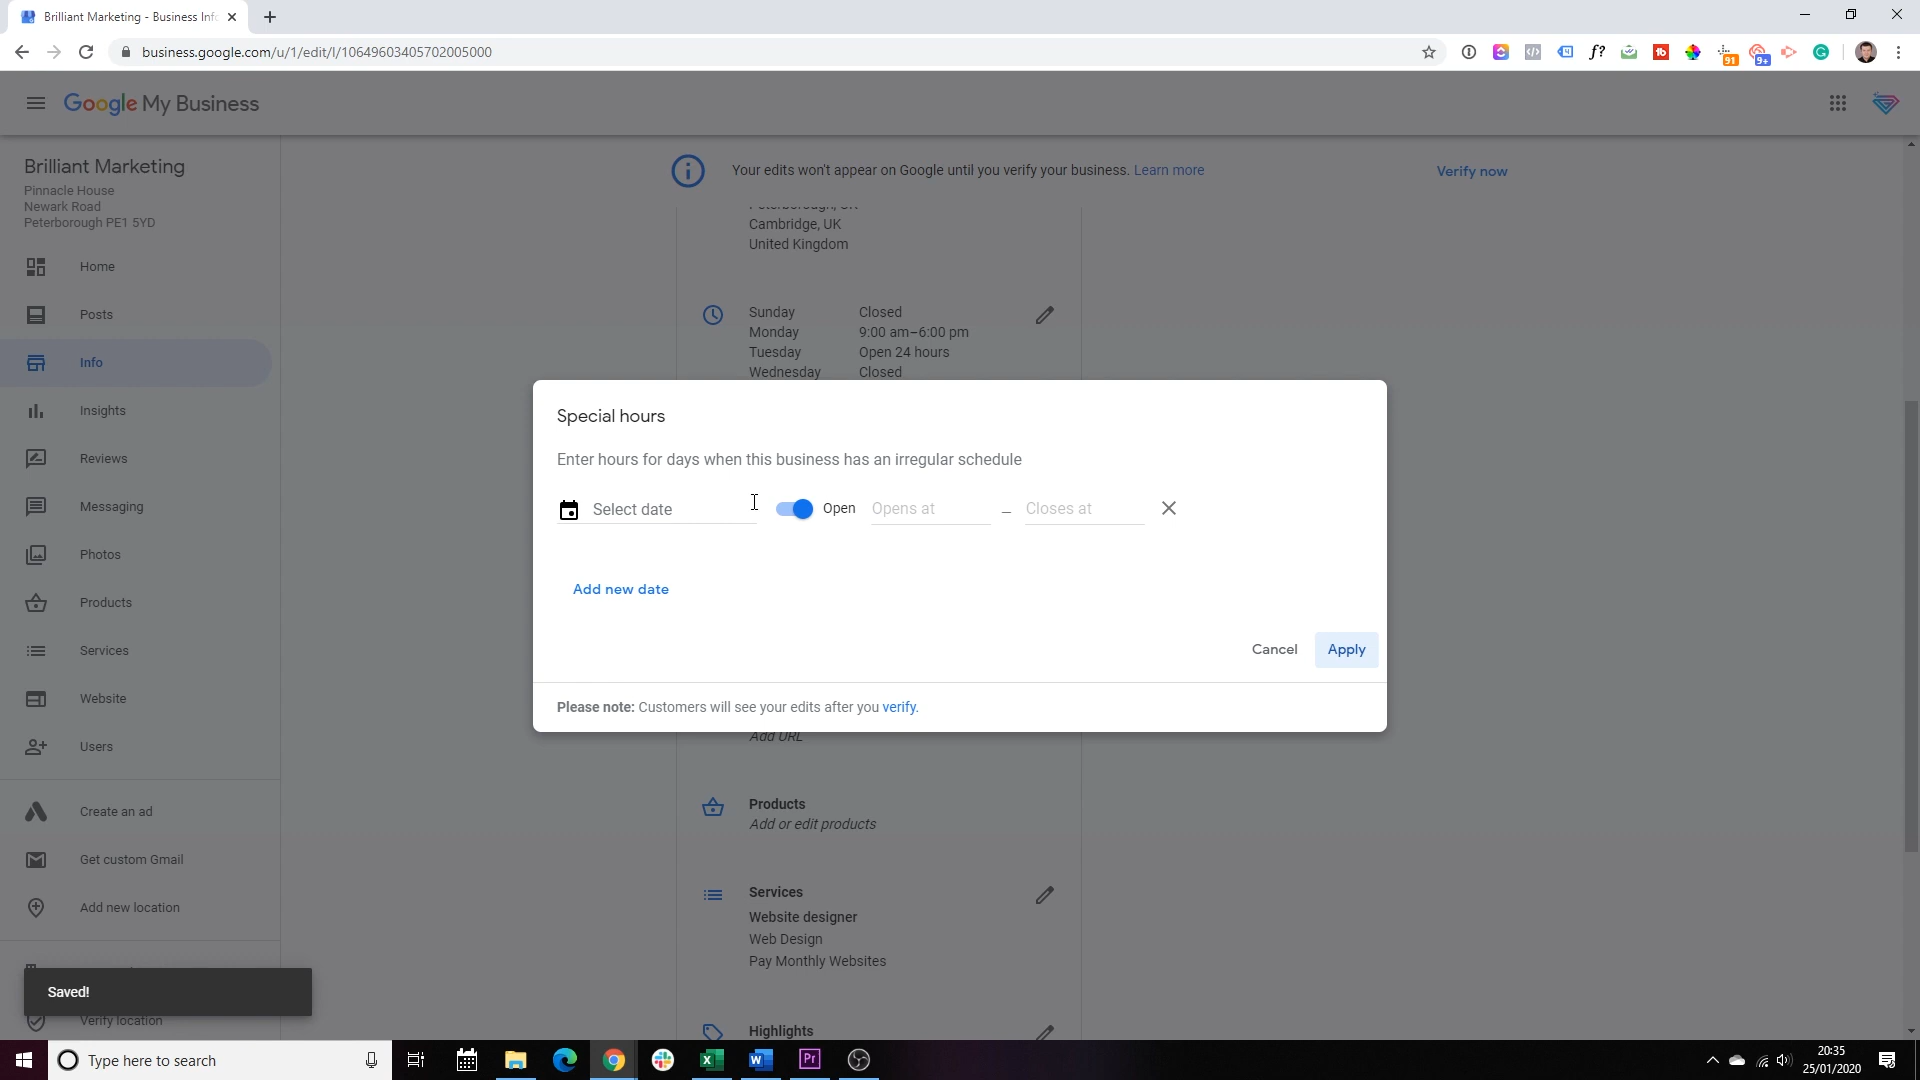 Brilliant Marketing - Business Info
business.google.com/u/1/edit/l/10649603405702005000
f?
91
9+
Google My Business
Brilliant Marketing
Pinnacle House
Newark Road
Peterborough PE1 5YD
Home
Posts
Info
Insights
Reviews
Messaging
Photos
Products
Services
Website
Users
Create an ad
Get custom Gmail
Add new location
Saved!
Verify location
Your edits won't appear on Google until you verify your business. Learn more
Verify now
Peterborough, UK
Cambridge, UK
United Kingdom
Sunday Closed
Monday 9:00 am–6:00 pm
Tuesday Open 24 hours
Wednesday Closed
Special hours
Enter hours for days when this business has an irregular schedule
Select date Open Opens at – Closes at
Add new date
Cancel Apply
Please note: Customers will see your edits after you verify.
Add URL
Products
Add or edit products
Services
Website designer
Web Design
Pay Monthly Websites
Highlights
Type here to search
Pr
20:35
25/01/2020